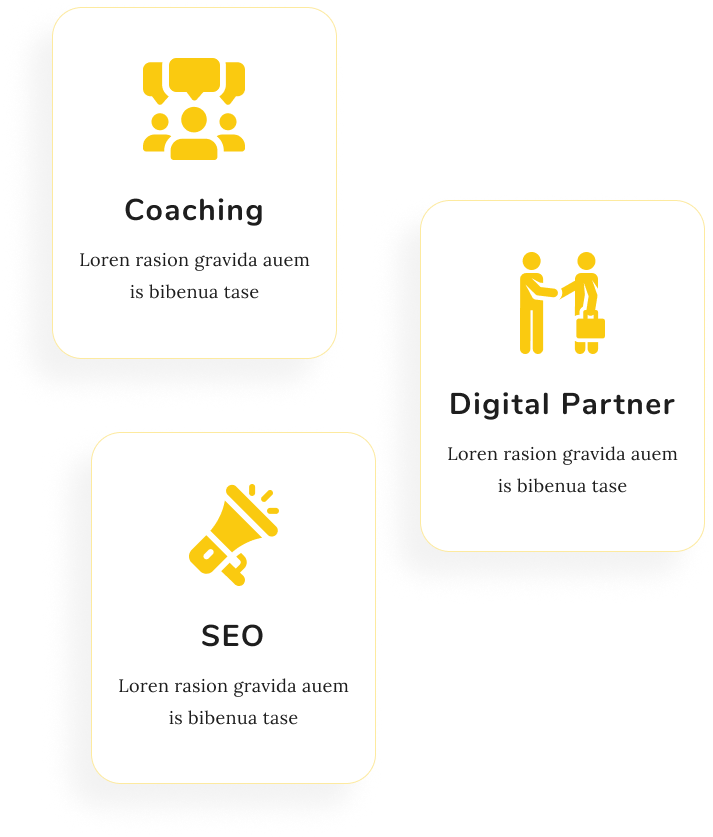 Coaching
Loren rasion gravida auem
is bibenua tase
Digital Partner
Loren rasion gravida auem
is bibenua tase
SEO
Loren rasion gravida auem
is bibenua tase